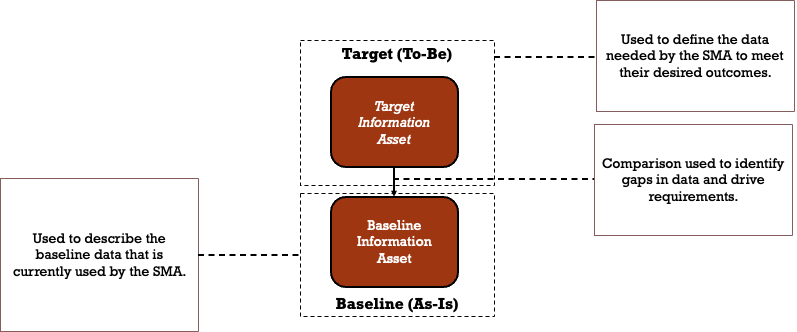 Target (To-Be)
Used to define the data
needed by the SMA to meet
their desired outcomes.
Target
Information
Asset
Comparison used to identify
gaps in data and drive
requirements.
Used to describe the
baseline data that is
currently used by the SMA.
Baseline
Information
Asset
Baseline (As-Is)